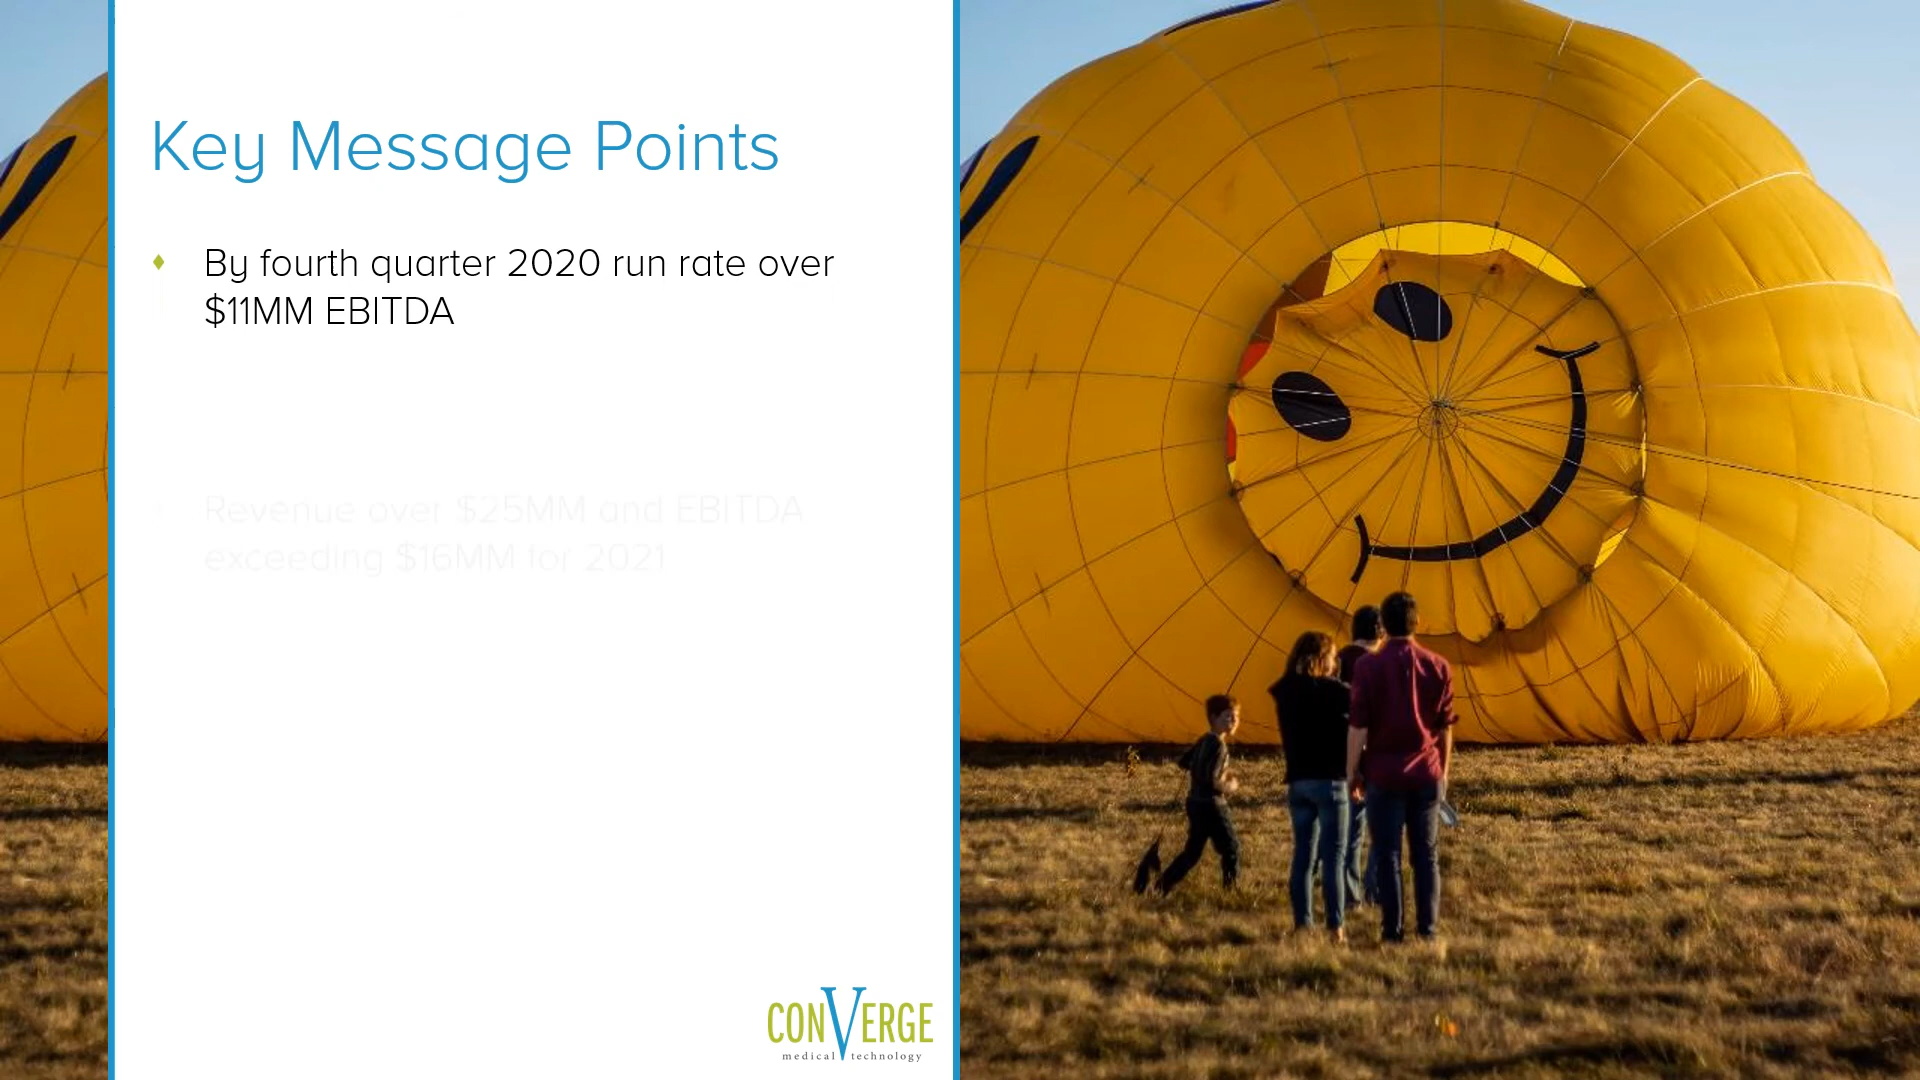 Key Message Points
By fourth quarter 2020 run rate over
$11MM EBITDA
Revenue over $25MM and EBITDA
exceeding $16MM for 2021
CONVERGE
medical technology